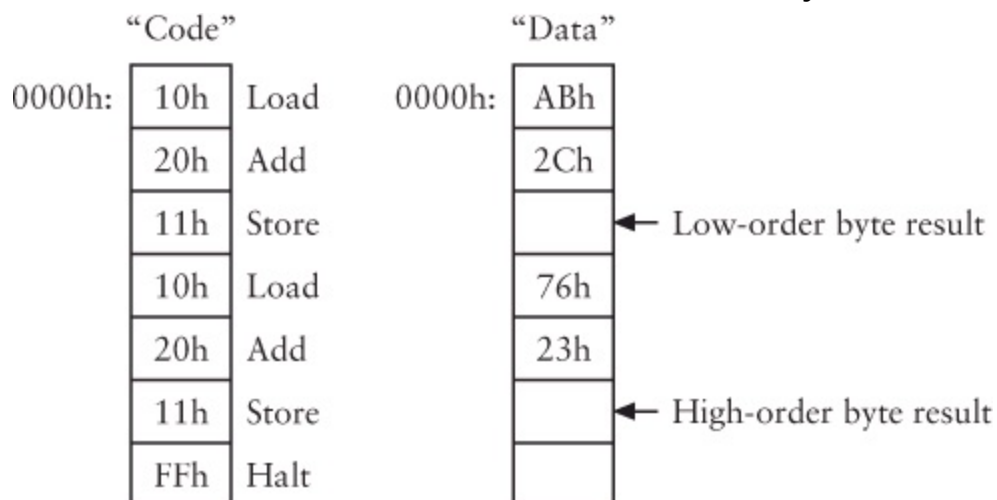 “Code” “Data”
0000h: 10h Load 0000h: ABh
20h Add 2Ch
11h Store Low-order byte result
10h Load 76h
20h Add 23h
11h Store High-order byte result
FFh Halt